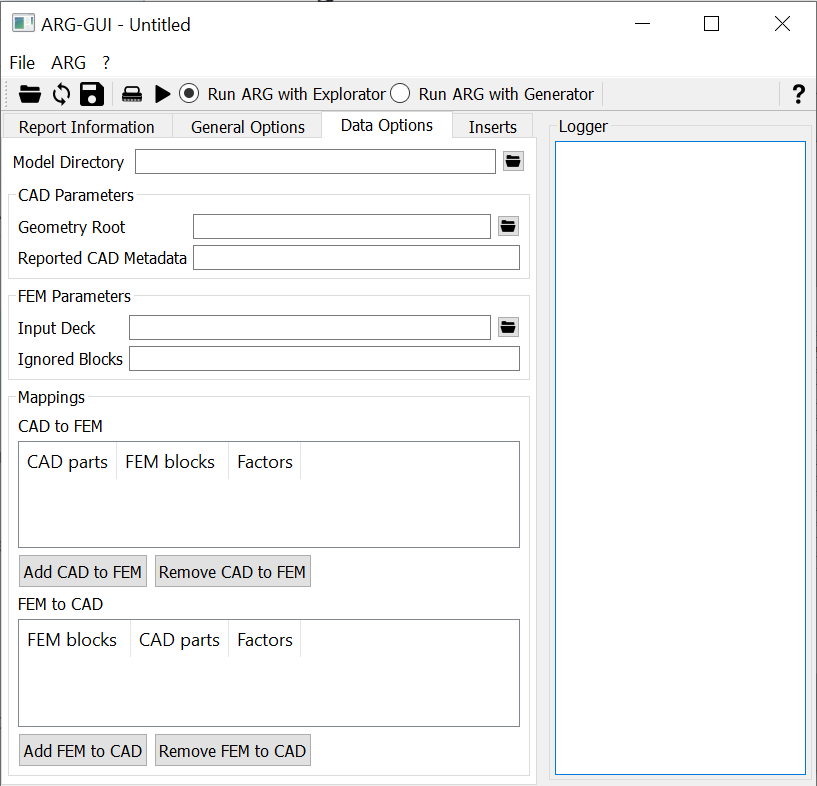 ARG-GUI - Untitled
File ARG ?
Run ARG with Explorator Run ARG with Generator ?
Report Information General Options Data Options Inserts
Logger
Model Directory
CAD Parameters
Geometry Root
Reported CAD Metadata
FEM Parameters
Input Deck
Ignored Blocks
Mappings
CAD to FEM
CAD parts FEM blocks Factors
Add CAD to FEM Remove CAD to FEM
FEM to CAD
FEM blocks CAD parts Factors
Add FEM to CAD Remove FEM to CAD